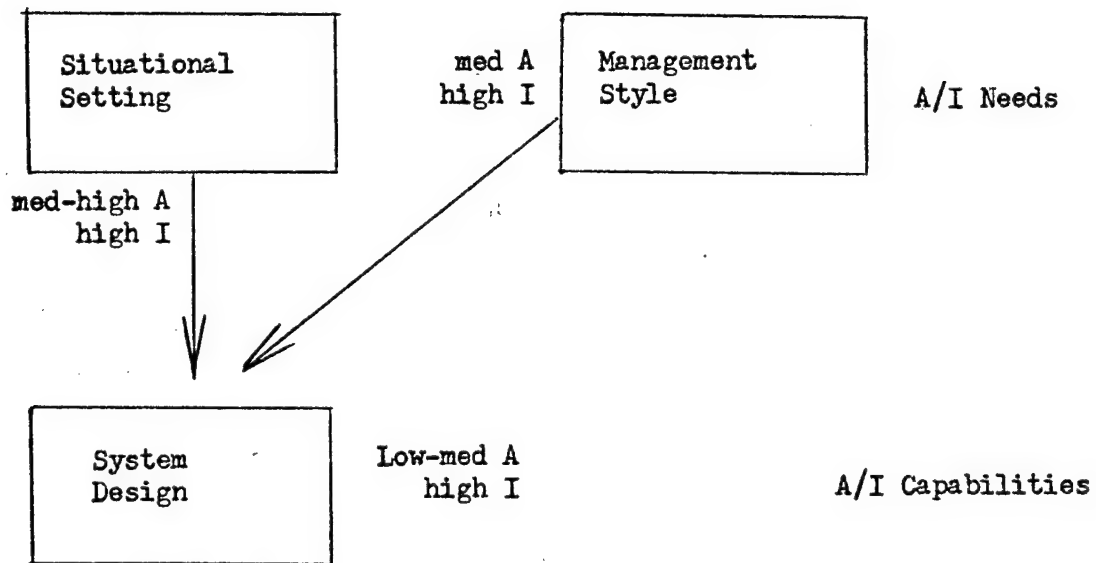 Situational
Setting
med A
high I
Management
Style
A/I Needs
med-high A
high I
System
Design
Low-med A
high I
A/I Capabilities